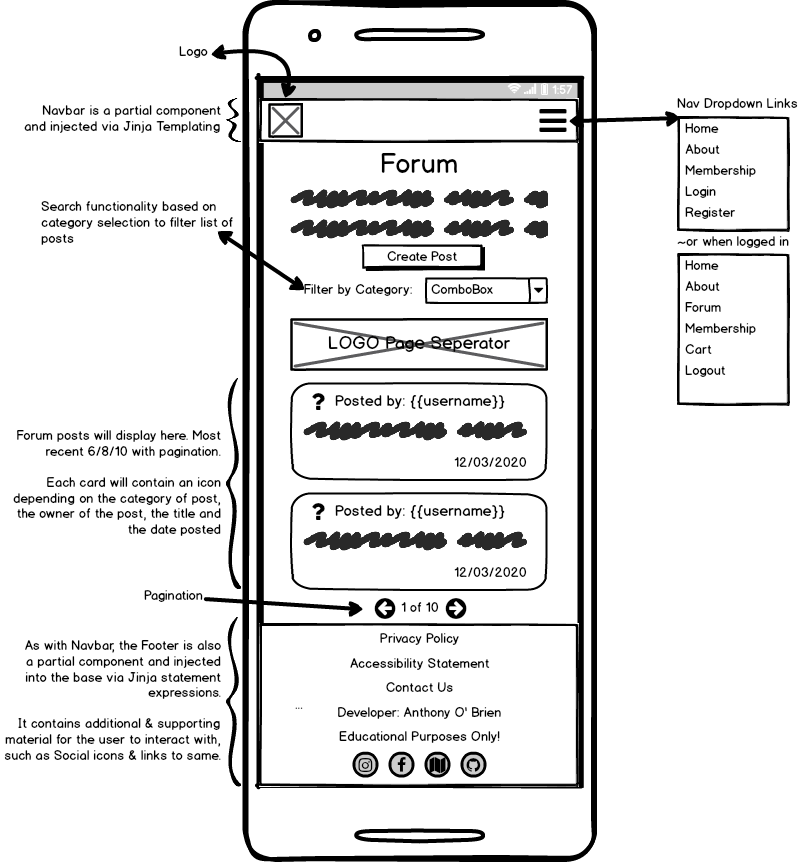 Logo
1:57
Navbar is a partial component
and injected via Jinja Templating
Nav Dropdown Links
Home
About
Membership
Login
Register
~or when logged in
Home
About
Forum
Membership
Cart
Logout
Forum
Search functionality based on
category selection to filter list of
posts
Create Post
Filter by Category:
ComboBox
LOGO Page Seperator
Forum posts will display here. Most
recent 6/8/10 with pagination.
Each card will contain an icon
depending on the category of post,
the owner of the post, the title and
the date posted
? Posted by: {{username}}
12/03/2020
? Posted by: {{username}}
12/03/2020
Pagination
1 of 10
As with Navbar, the Footer is also
a partial component and injected
into the base via Jinja statement
expressions.
It contains additional & supporting
material for the user to interact with,
such as Social icons & links to same.
Privacy Policy
Accessibility Statement
Contact Us
...
Developer: Anthony O' Brien
Educational Purposes Only!